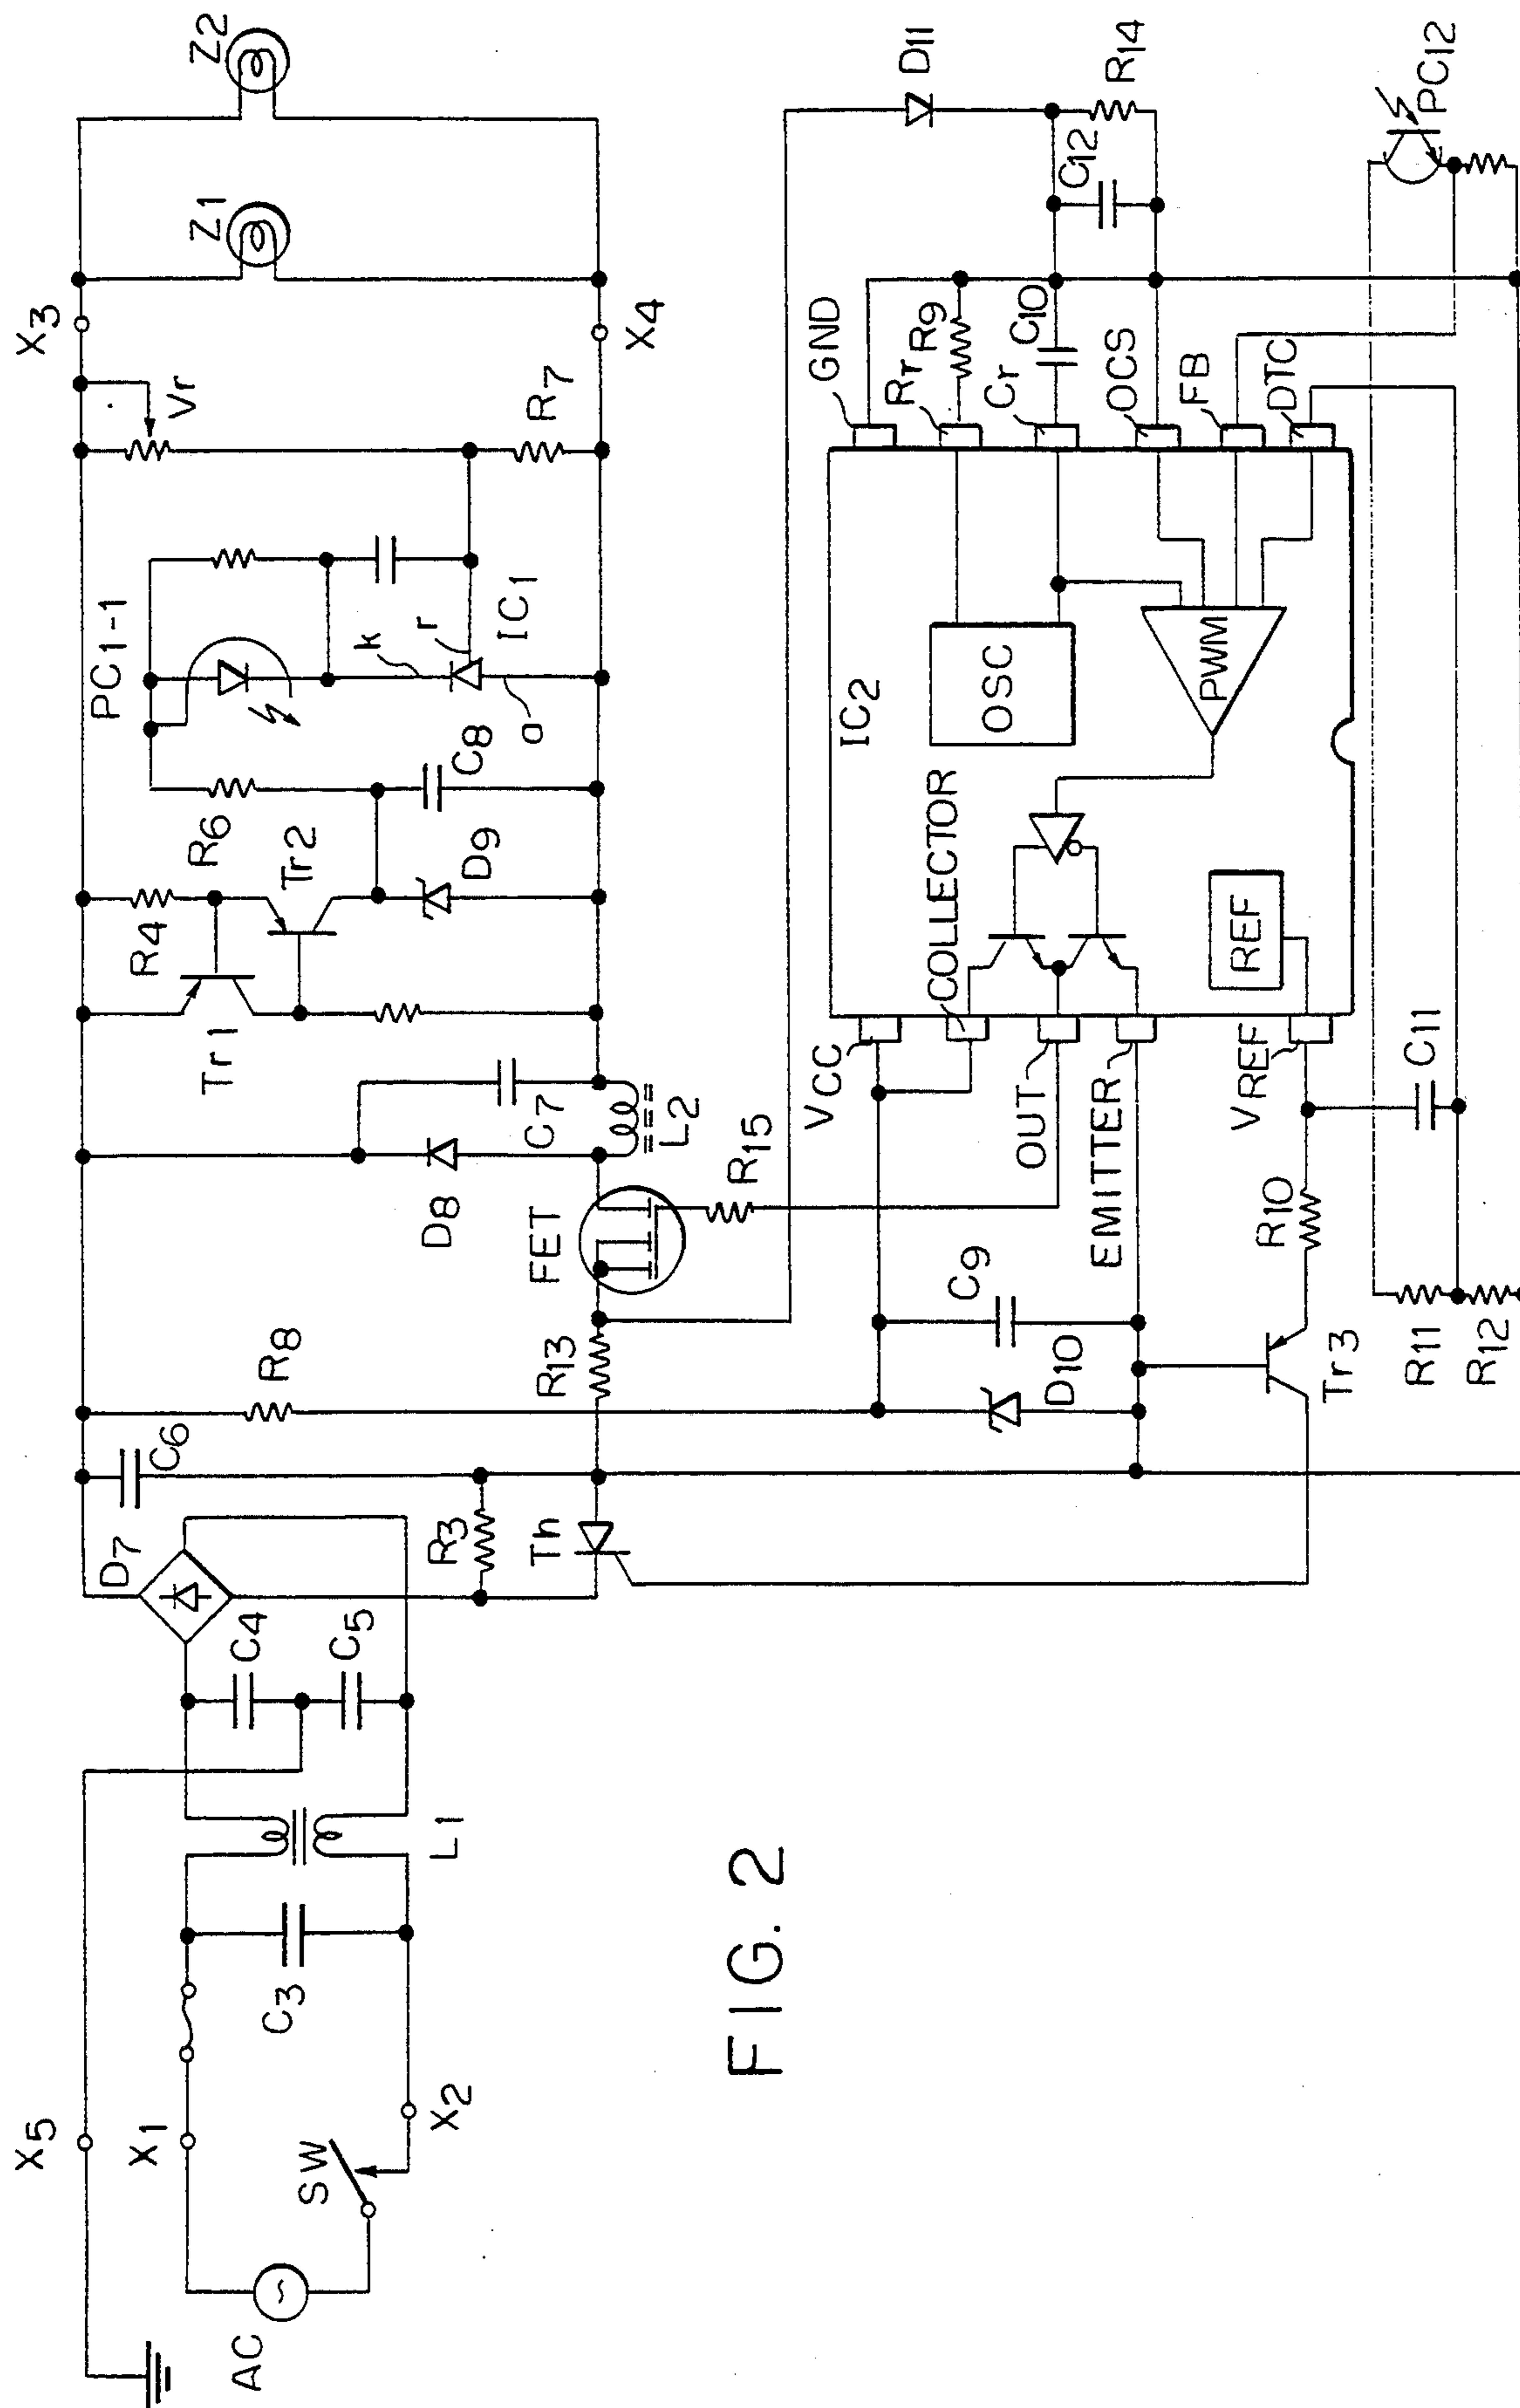 X5
X1
AC
SW
X2
C3
L1
C4
C5
D7
C6
R3
Th
R8
R13
FET
D8
C7
L2
R15
Tr1
R4
R6
Tr2
D9
C8
PC1-1
k
r
a
IC1
Vr
R7
X3
X4
Z1
Z2
D11
R14
C12
C10
R9
GND
RT
Cr
OCS
FB
DTC
PC12
IC2
OSC
PWM
REF
VCC
COLLECTOR
OUT
EMITTER
VREF
C9
D10
C11
R10
R11
R12
Tr3
FIG. 2